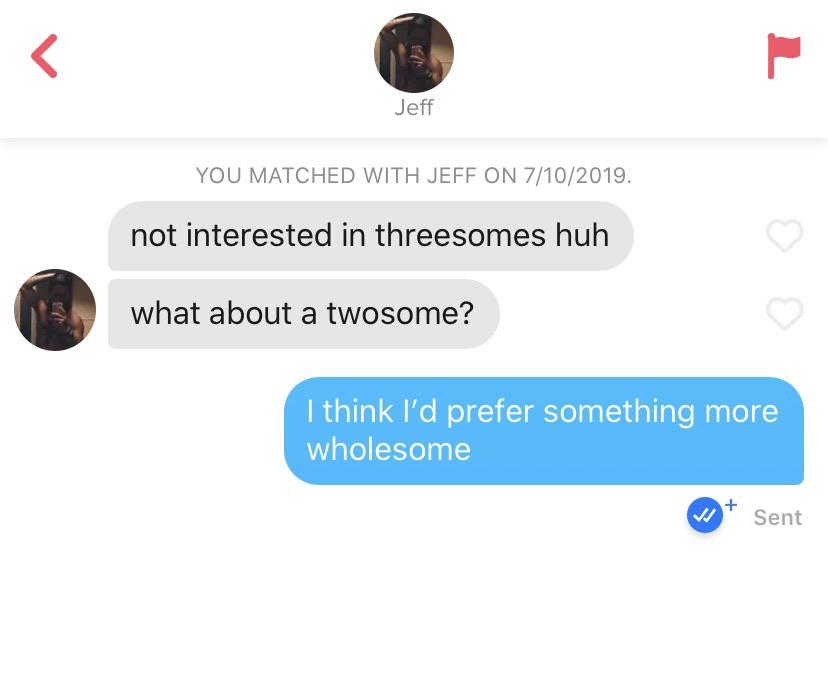 Jeff
YOU MATCHED WITH JEFF ON 7/10/2019.
not interested in threesomes huh
what about a twosome?
I think I’d prefer something more
wholesome
Sent